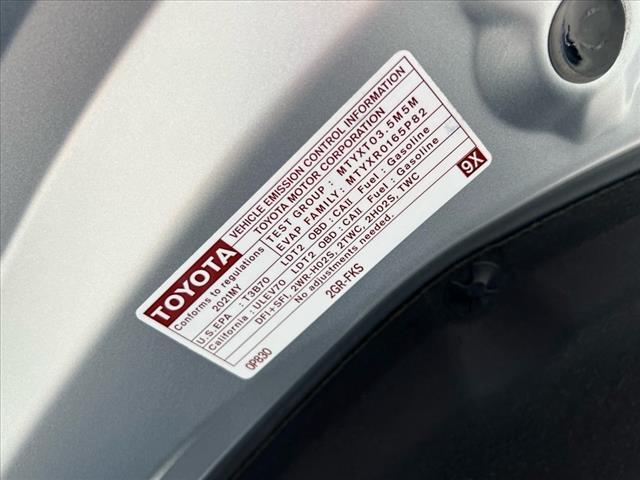 TOYOTA
VEHICLE EMISSION CONTROL INFORMATION
TOYOTA MOTOR CORPORATION
Conforms to regulations
2021MY
TEST GROUP: MTYXT03.5M5M
EVAP FAMILY: MTYXR0165P82
U.S.EPA : T3B70 LDT2 OBD: CAII Fuel: Gasoline
California: ULEV70 LDT2 OBD: CAII Fuel: Gasoline
DFI+SFI, 2WR-HO2S, 2TWC, 2HO2S, TWC
No adjustments needed.
9X
0P830
2GR-FKS